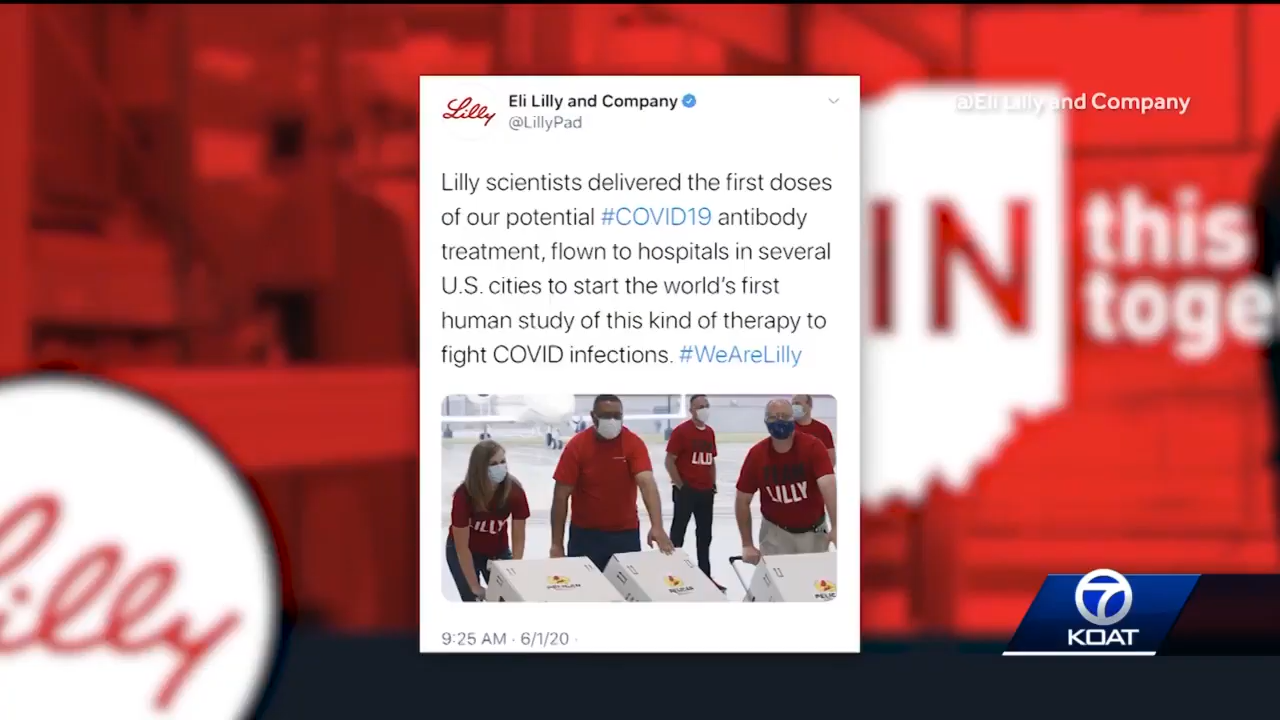 Lilly
Eli Lilly and Company
@LillyPad
@Eli Lilly and Company
Lilly scientists delivered the first doses
of our potential #COVID19 antibody
treatment, flown to hospitals in several
U.S. cities to start the world's first
human study of this kind of therapy to
fight COVID infections. #WeAreLilly
IN
this
toge
LILLY
LILLY
LILLY
PELICAN
9:25 AM · 6/1/20 ·
Lilly
7
KOAT